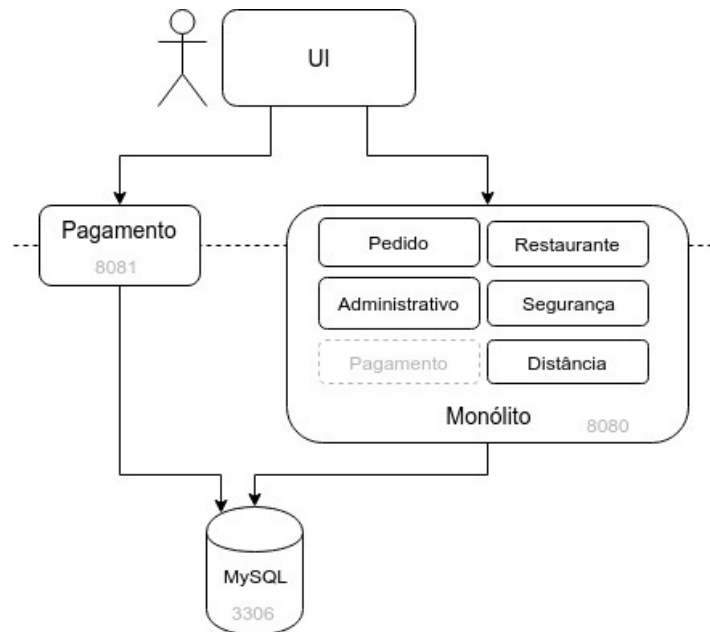 UI
Pagamento
8081
Pedido
Restaurante
Administrativo
Segurança
Pagamento
Distância
Monólito
8080
MySQL
3306